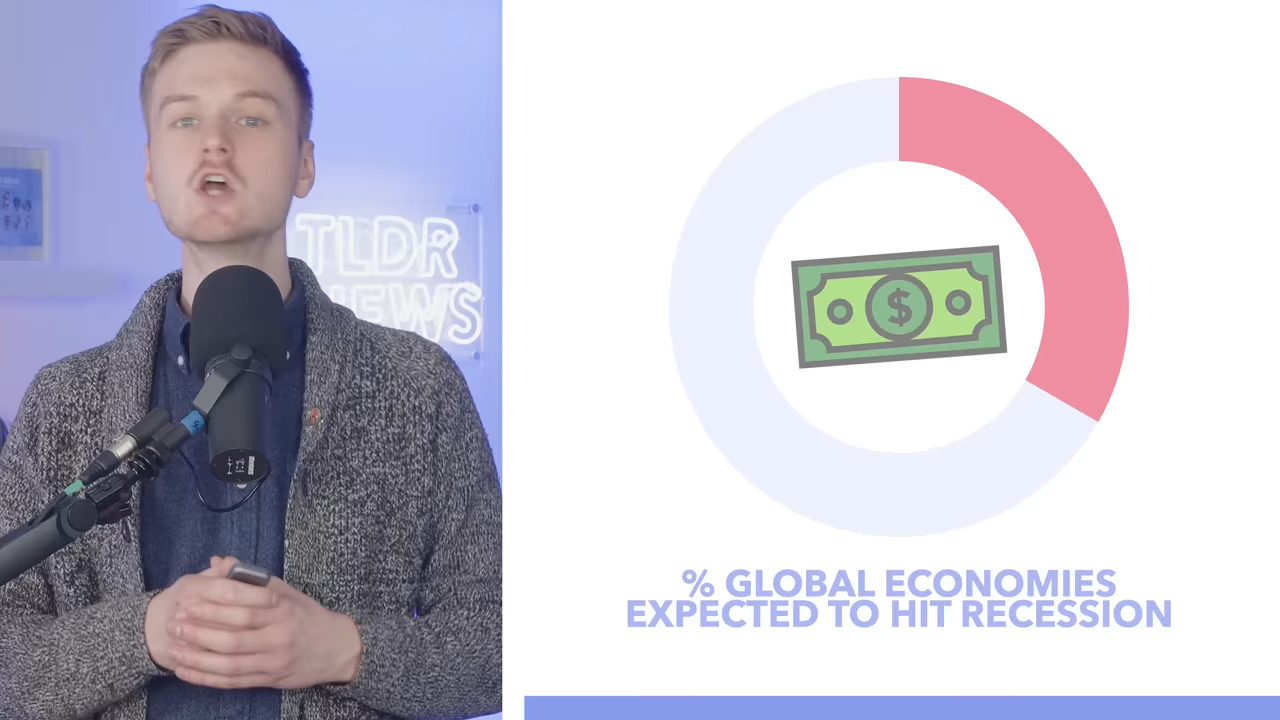 TLDR
NEWS
$
% GLOBAL ECONOMIES
EXPECTED TO HIT RECESSION